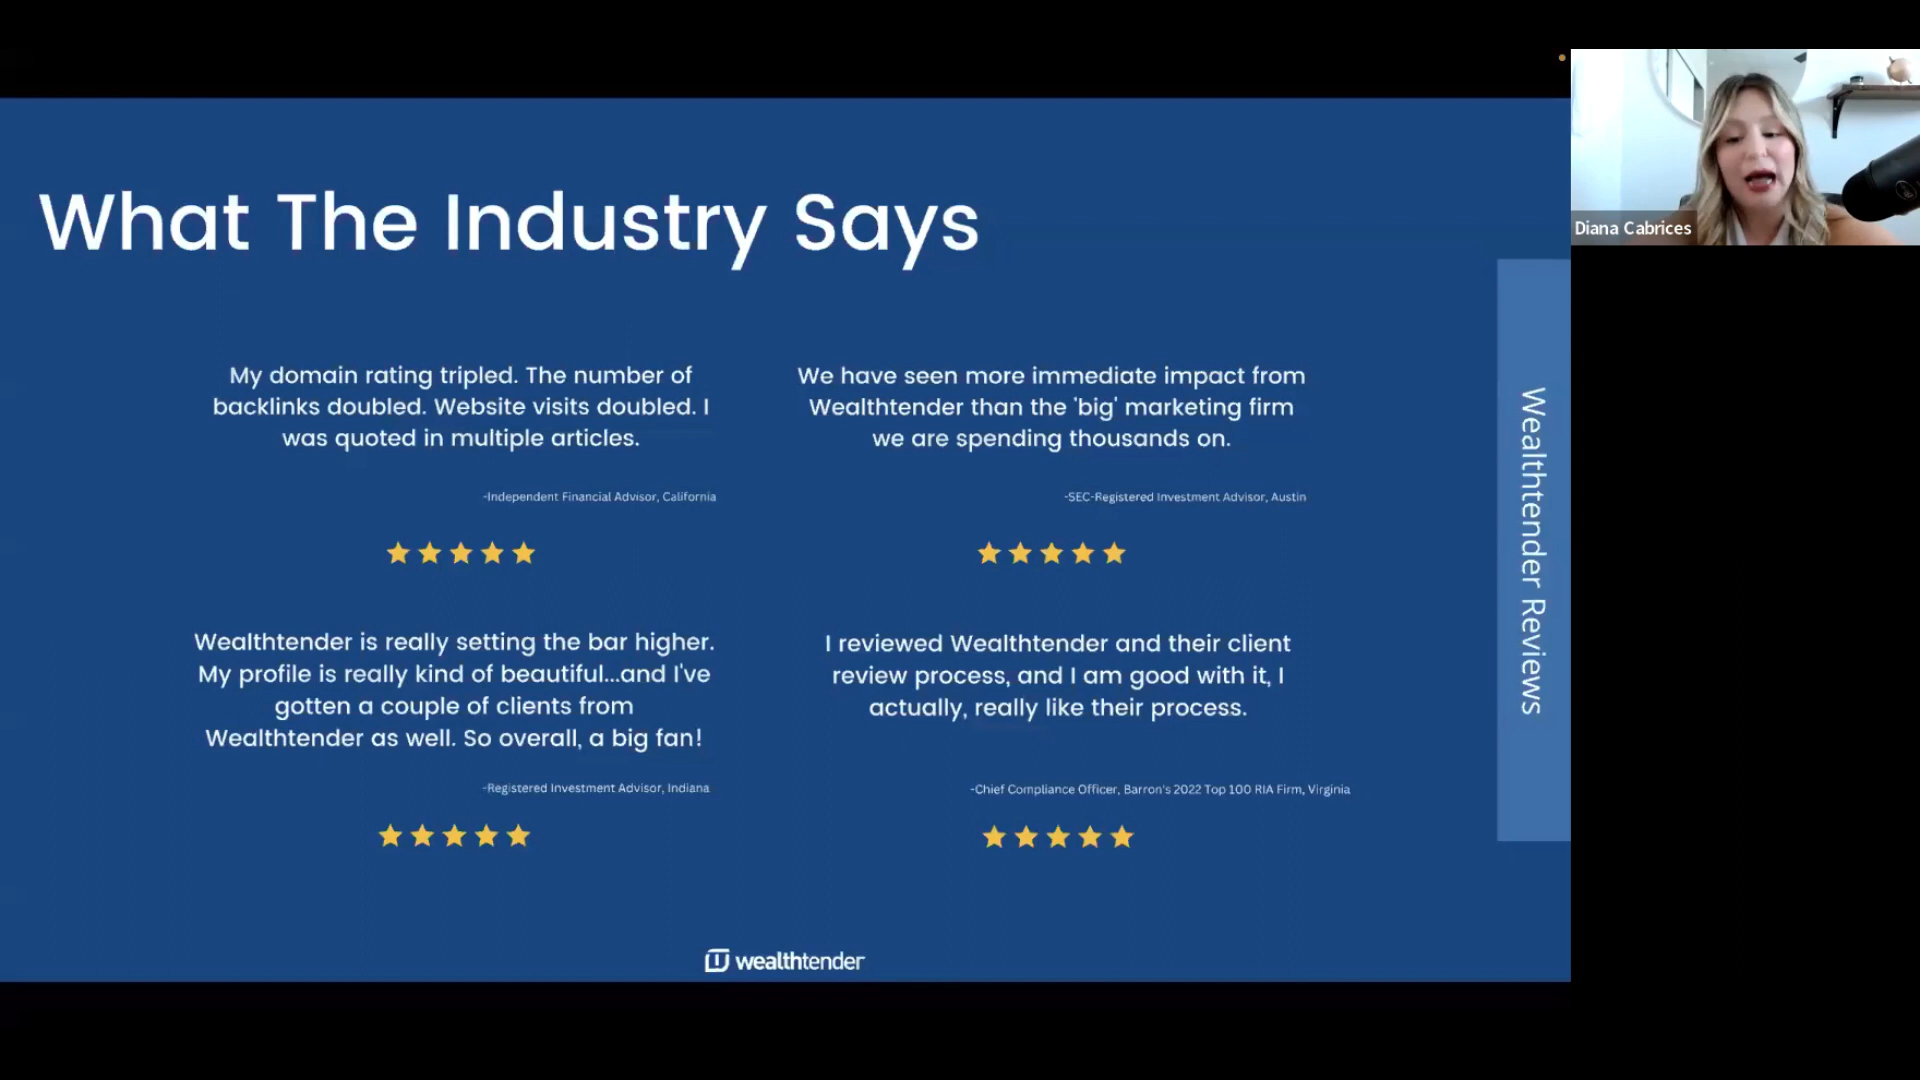 What The Industry Says
My domain rating tripled. The number of
backlinks doubled. Website visits doubled. I
was quoted in multiple articles.
-Independent Financial Advisor, California
We have seen more immediate impact from
Wealthtender than the 'big' marketing firm
we are spending thousands on.
-SEC-Registered Investment Advisor, Austin
Wealthtender is really setting the bar higher.
My profile is really kind of beautiful...and I've
gotten a couple of clients from
Wealthtender as well. So overall, a big fan!
-Registered Investment Advisor, Indiana
I reviewed Wealthtender and their client
review process, and I am good with it, I
actually, really like their process.
-Chief Compliance Officer, Barron's 2022 Top 100 RIA Firm, Virginia
Wealthtender Reviews
wealthtender
Diana Cabrices